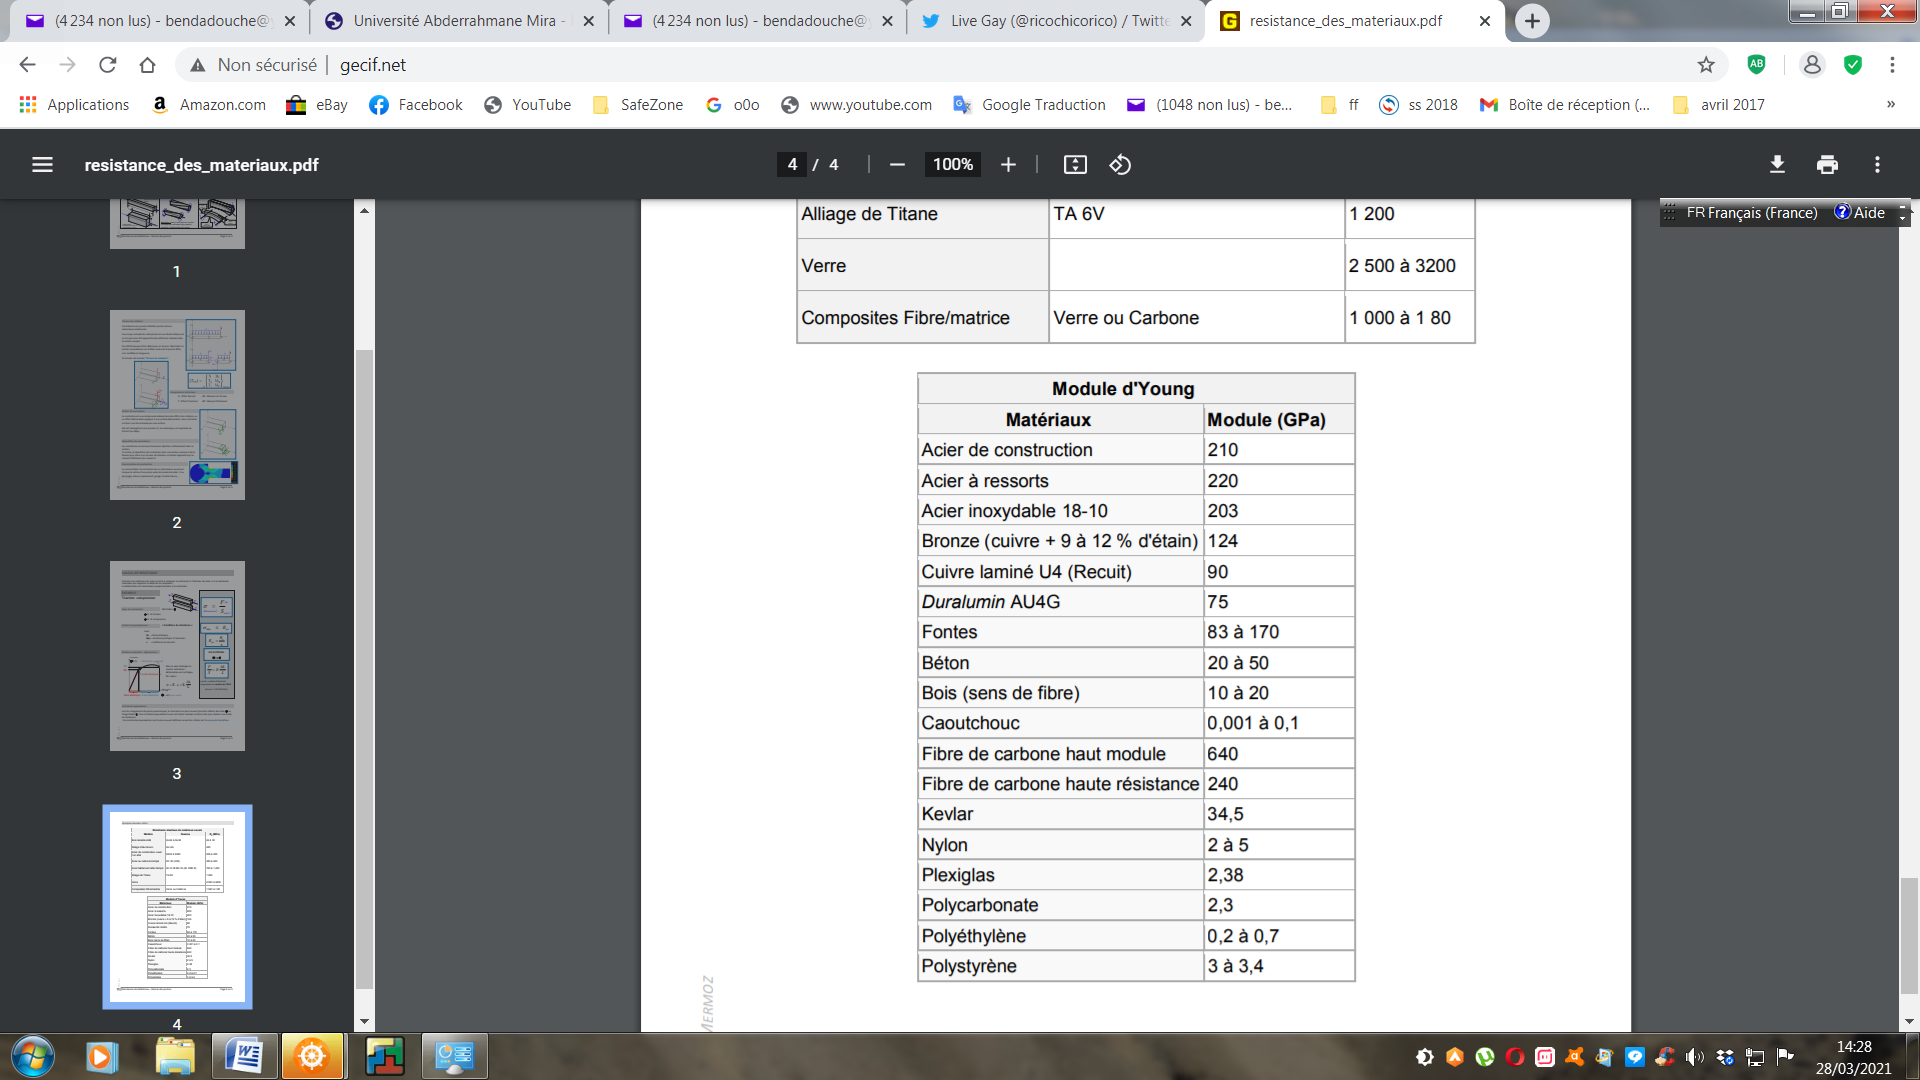 (4 234 non lus) - bendadouche@
Université Abderrahmane Mira -
(4 234 non lus) - bendadouche@
Live Gay (@ricochicorico) / Twitte
resistance_des_materiaux.pdf
Non sécurisé | gecif.net
Applications Amazon.com eBay Facebook YouTube SafeZone o0o www.youtube.com Google Traduction (1048 non lus) - be... ff ss 2018 Boîte de réception (... avril 2017 »
resistance_des_materiaux.pdf 4 / 4 100%
FR Français (France) Aide
1
2
3
4
Alliage de Titane TA 6V 1 200
Verre 2 500 à 3200
Composites Fibre/matrice Verre ou Carbone 1 000 à 1 80
Module d'Young
Matériaux Module (GPa)
Acier de construction 210
Acier à ressorts 220
Acier inoxydable 18-10 203
Bronze (cuivre + 9 à 12 % d'étain) 124
Cuivre laminé U4 (Recuit) 90
Duralumin AU4G 75
Fontes 83 à 170
Béton 20 à 50
Bois (sens de fibre) 10 à 20
Caoutchouc 0,001 à 0,1
Fibre de carbone haut module 640
Fibre de carbone haute résistance 240
Kevlar 34,5
Nylon 2 à 5
Plexiglas 2,38
Polycarbonate 2,3
Polyéthylène 0,2 à 0,7
Polystyrène 3 à 3,4
MERMOZ
14:28
28/03/2021